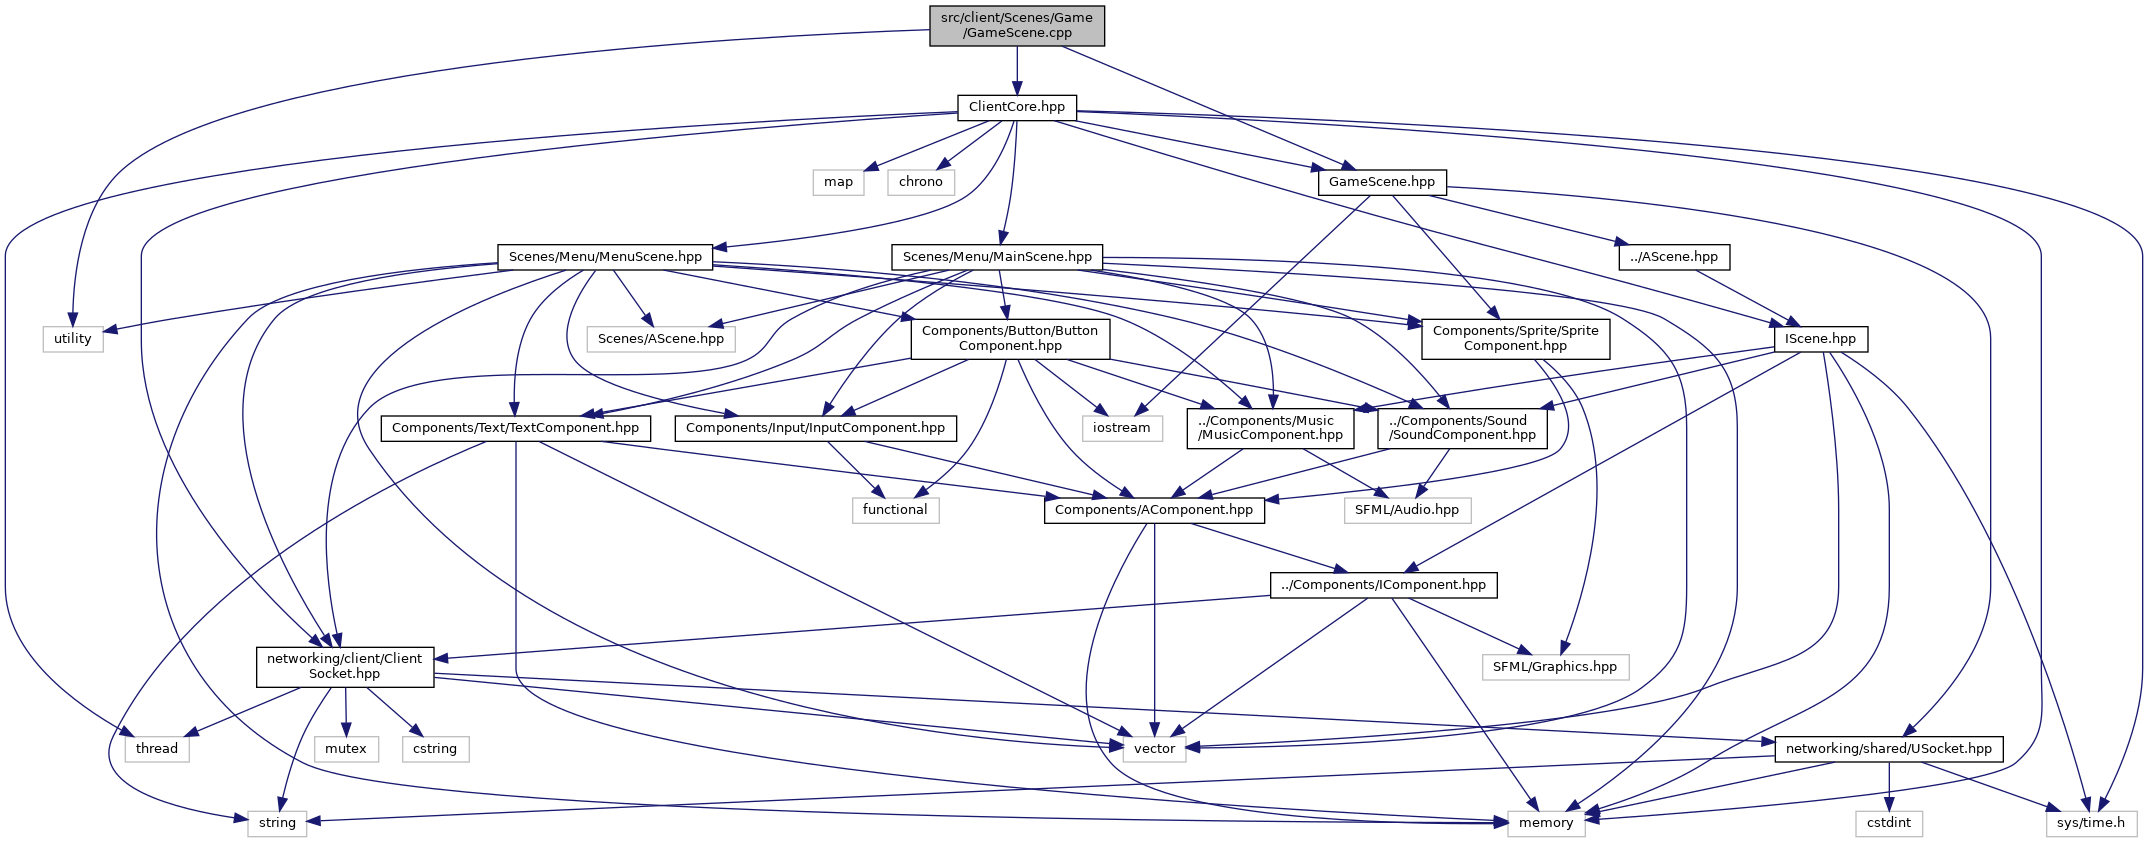 src/client/Scenes/Game
/GameScene.cpp
ClientCore.hpp
map
chrono
GameScene.hpp
Scenes/Menu/MenuScene.hpp
Scenes/Menu/MainScene.hpp
../AScene.hpp
utility
Scenes/AScene.hpp
Components/Button/Button
Component.hpp
Components/Sprite/Sprite
Component.hpp
IScene.hpp
Components/Text/TextComponent.hpp
Components/Input/InputComponent.hpp
iostream
../Components/Music
/MusicComponent.hpp
../Components/Sound
/SoundComponent.hpp
functional
Components/AComponent.hpp
SFML/Audio.hpp
../Components/IComponent.hpp
networking/client/Client
Socket.hpp
SFML/Graphics.hpp
thread
mutex
cstring
vector
networking/shared/USocket.hpp
string
memory
cstdint
sys/time.h